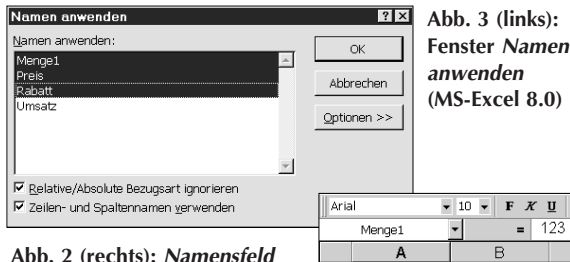 Namen anwenden
Namen anwenden:
Menge1
Preis
Rabatt
Umsatz
OK
Abbrechen
Optionen >>
Relative/Absolute Bezugsart ignorieren
Zeilen- und Spaltennamen verwenden
Abb. 3 (links):
Fenster Namen
anwenden
(MS-Excel 8.0)
Arial 10 F K U
Menge1 = 123
A B
Abb. 2 (rechts): Namensfeld